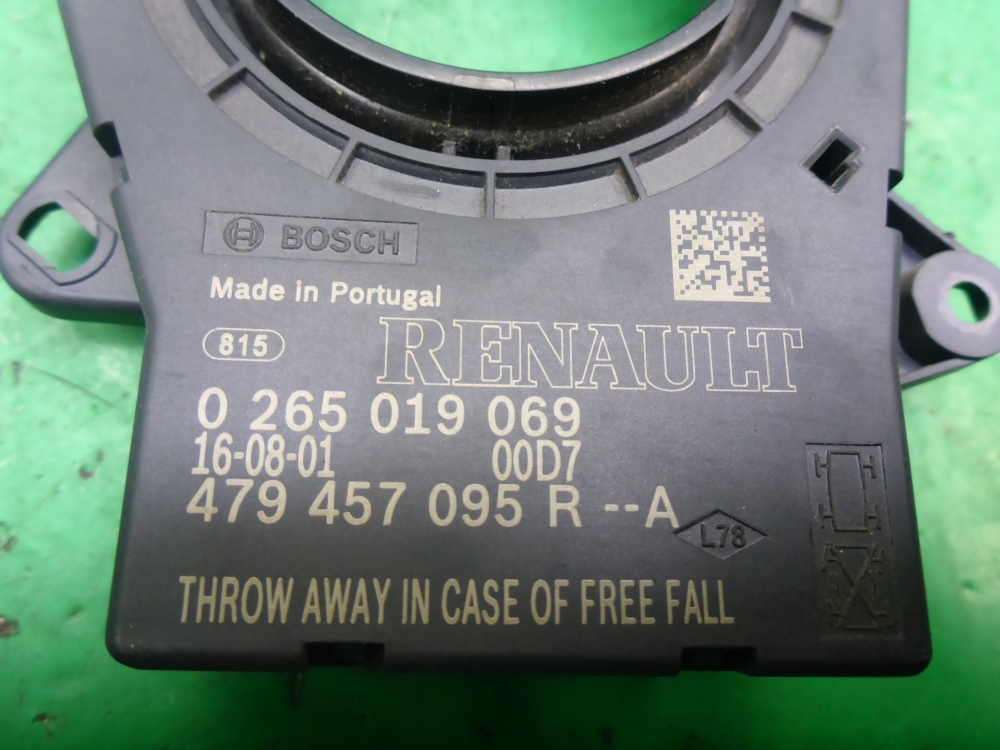 BOSCH
Made in Portugal
815
RENAULT
0 265 019 069
16-08-01 00D7
479 457 095 R --A
L78
THROW AWAY IN CASE OF FREE FALL